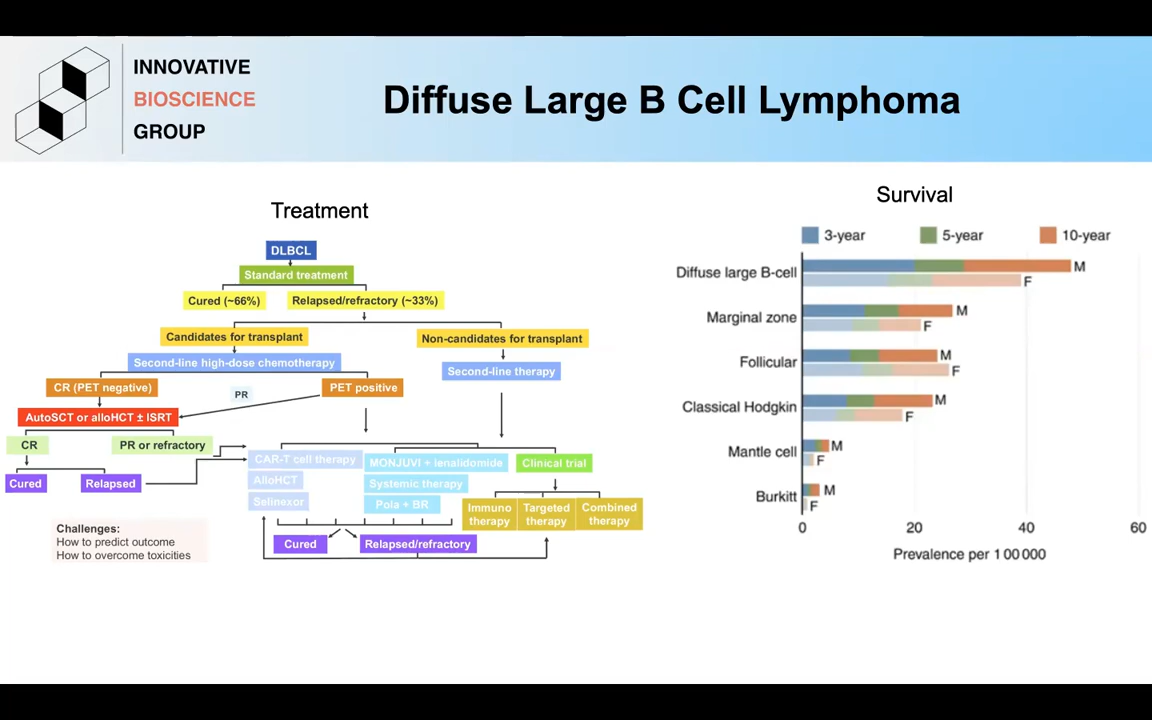 INNOVATIVE
BIOSCIENCE
GROUP
Diffuse Large B Cell Lymphoma
Treatment
DLBCL
Standard treatment
Cured (~66%)
Relapsed/refractory (~33%)
Candidates for transplant
Non-candidates for transplant
Second-line high-dose chemotherapy
Second-line therapy
CR (PET negative)
PR
PET positive
AutoSCT or alloHCT ± ISRT
CR
PR or refractory
Cured
Relapsed
CAR-T cell therapy
AlloHCT
Selinexor
MONJUVI + lenalidomide
Systemic therapy
Pola + BR
Clinical trial
Immuno
therapy
Targeted
therapy
Combined
therapy
Cured
Relapsed/refractory
Challenges:
How to predict outcome
How to overcome toxicities
Survival
3-year
5-year
10-year
Diffuse large B-cell
M
F
Marginal zone
M
F
Follicular
M
F
Classical Hodgkin
M
F
Mantle cell
M
F
Burkitt
M
F
0
20
40
60
Prevalence per 1 00 000